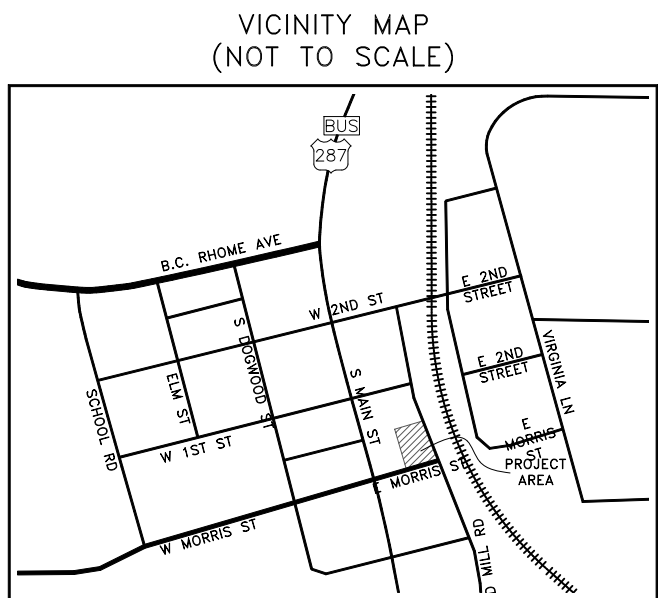 VICINITY MAP
(NOT TO SCALE)
BUS
287
B.C. RHOME AVE
E 2ND
STREET
W 2ND ST
S DOGWOOD ST
VIRGINIA LN
E 2ND
STREET
ELM ST
S MAIN ST
SCHOOL RD
W 1ST ST
E
MORRIS
ST
PROJECT
AREA
E MORRIS ST
W MORRIS ST
MILL RD